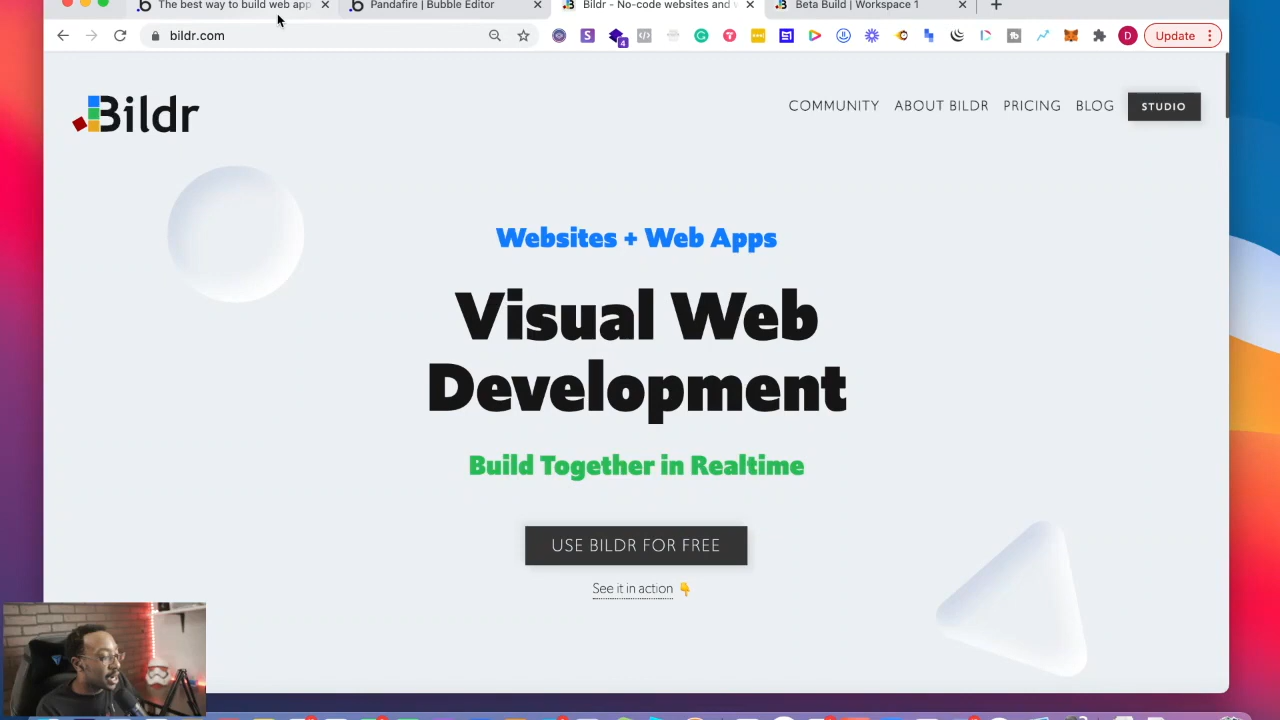 The best way to build web app
Pandafire | Bubble Editor
Bildr - No-code websites and
Beta Build | Workspace 1
bildr.com
4
D
Update
Bildr
COMMUNITY
ABOUT BILDR
PRICING
BLOG
STUDIO
Websites + Web Apps
Visual Web
Development
Build Together in Realtime
USE BILDR FOR FREE
See it in action